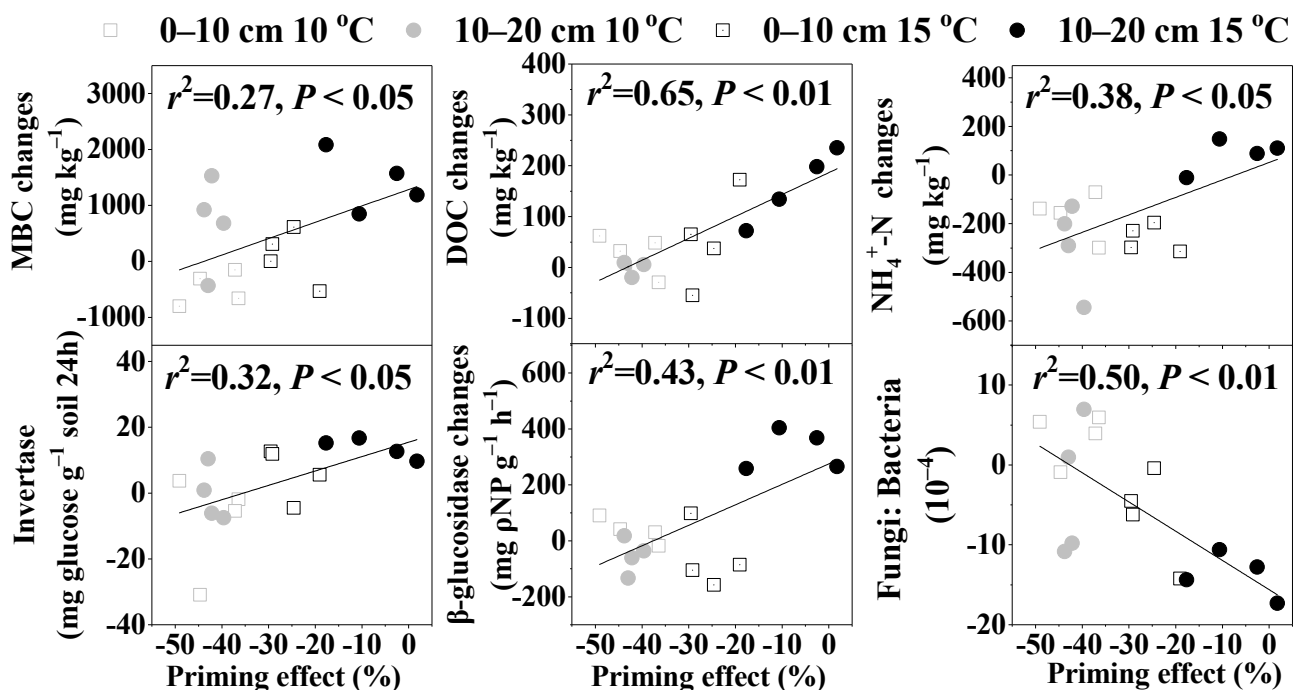 0–10 cm 10 °C 10–20 cm 10 °C 0–10 cm 15 °C 10–20 cm 15 °C
MBC changes
(mg kg⁻¹)
3500
3000
2000
1000
0
-1000
r²=0.27, P < 0.05
DOC changes
(mg kg⁻¹)
400
300
200
100
0
-100
r²=0.65, P < 0.01
NH₄⁺-N changes
(mg kg⁻¹)
400
200
0
-200
-400
-600
r²=0.38, P < 0.05
Invertase
(mg glucose g⁻¹ soil 24h)
40
20
0
-20
-40
r²=0.32, P < 0.05
-50 -40 -30 -20 -10 0
Priming effect (%)
β-glucosidase changes
(mg ρNP g⁻¹ h⁻¹)
600
400
200
0
-200
r²=0.43, P < 0.01
-50 -40 -30 -20 -10 0
Priming effect (%)
Fungi: Bacteria
(10⁻⁴)
10
0
-10
-20
r²=0.50, P < 0.01
-50 -40 -30 -20 -10 0
Priming effect (%)